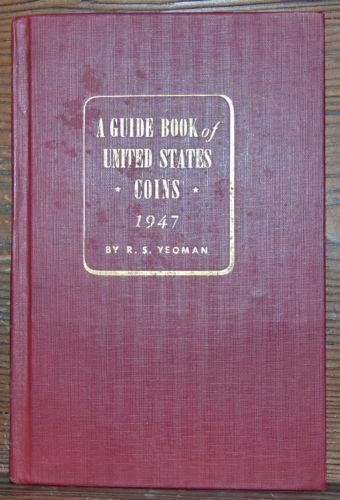 A GUIDE BOOK of
UNITED STATES
★ COINS ★
1947
BY R. S. YEOMAN